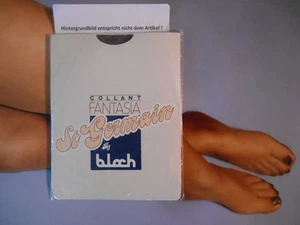 Hintergrundbild entspricht nicht dem Artikel !
COLLANT
FANTASIA
St Germain
By
bloch